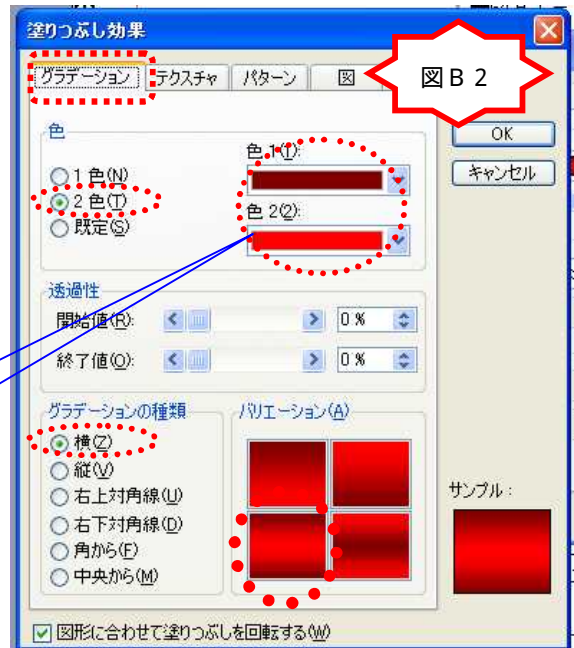 塗りつぶし効果
図Ｂ２
グラデーション テクスチャ パターン 図
OK
キャンセル
色
1 色(N)
2 色(T)
既定(S)
色 1(1):
色 2(2):
透過性
開始値(R): 0 %
終了値(O): 0 %
グラデーションの種類
横(Z)
縦(V)
右上対角線(U)
右下対角線(D)
角から(F)
中央から(M)
バリエーション(A)
サンプル :
図形に合わせて塗りつぶしを回転する(W)